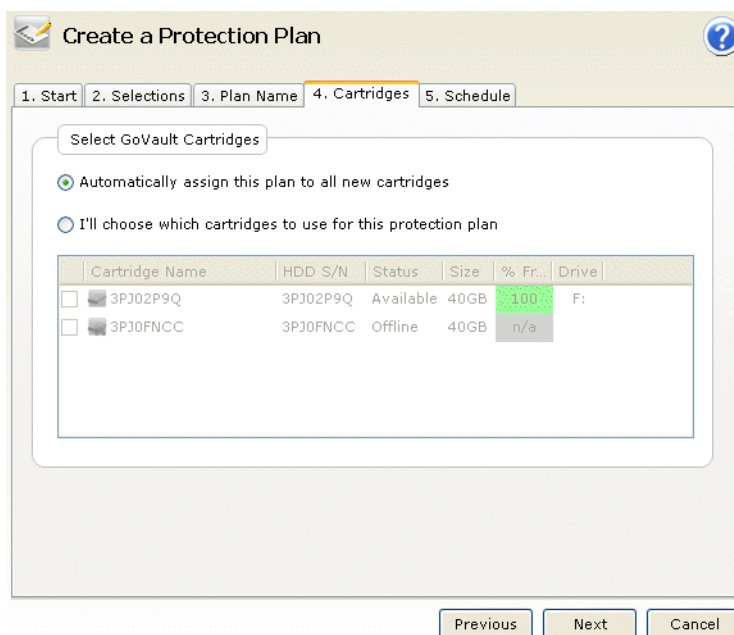 Create a Protection Plan
?
1. Start 2. Selections 3. Plan Name 4. Cartridges 5. Schedule
Select GoVault Cartridges
Automatically assign this plan to all new cartridges
I'll choose which cartridges to use for this protection plan
Cartridge Name HDD S/N Status Size % Fr... Drive
3PJ02P9Q 3PJ02P9Q Available 40GB 100 F:
3PJ0FNCC 3PJ0FNCC Offline 40GB n/a
Previous Next Cancel